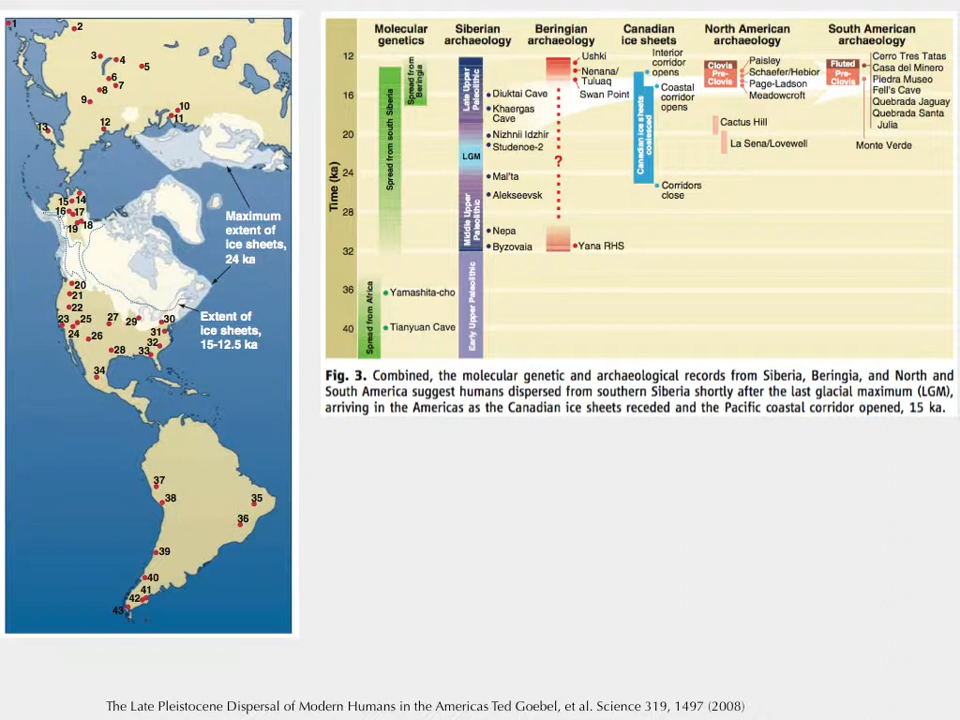 1
2
3
4
5
6
7
8
9
10
11
12
13
15
14
16
17
18
19
Maximum
extent of
ice sheets,
24 ka
20
21
22
23
25
24
26
27
28
29
30
31
32
33
Extent of
ice sheets,
15-12.5 ka
34
37
38
35
36
39
40
41
42
43
Molecular
genetics
Siberian
archaeology
Beringian
archaeology
Canadian
ice sheets
North American
archaeology
South American
archaeology
Time (ka)
12
16
20
24
28
32
36
40
Spread from south Siberia
Spread from
Beringia
Spread from Africa
Yamashita-cho
Tianyuan Cave
Late Upper
Paleolithic
LGM
Middle Upper
Paleolithic
Early Upper Paleolithic
Diuktai Cave
Khaergas
Cave
Nizhnii Idzhir
Studenoe-2
Mal'ta
Alekseevsk
Nepa
Byzovaia
Ushki
Nenana/
Tuluaq
Swan Point
?
Yana RHS
Interior
corridor
opens
Coastal
corridor
opens
Canadian ice sheets
coalesced
Corridors
close
Clovis
Pre-
Clovis
Paisley
Schaefer/Hebior
Page-Ladson
Meadowcroft
Cactus Hill
La Sena/Lovewell
Fluted
Pre-
Clovis
Cerro Tres Tatas
Casa del Minero
Piedra Museo
Fell's Cave
Quebrada Jaguay
Quebrada Santa
Julia
Monte Verde
Fig. 3. Combined, the molecular genetic and archaeological records from Siberia, Beringia, and North and
South America suggest humans dispersed from southern Siberia shortly after the last glacial maximum (LGM),
arriving in the Americas as the Canadian ice sheets receded and the Pacific coastal corridor opened, 15 ka.
The Late Pleistocene Dispersal of Modern Humans in the Americas Ted Goebel, et al. Science 319, 1497 (2008)